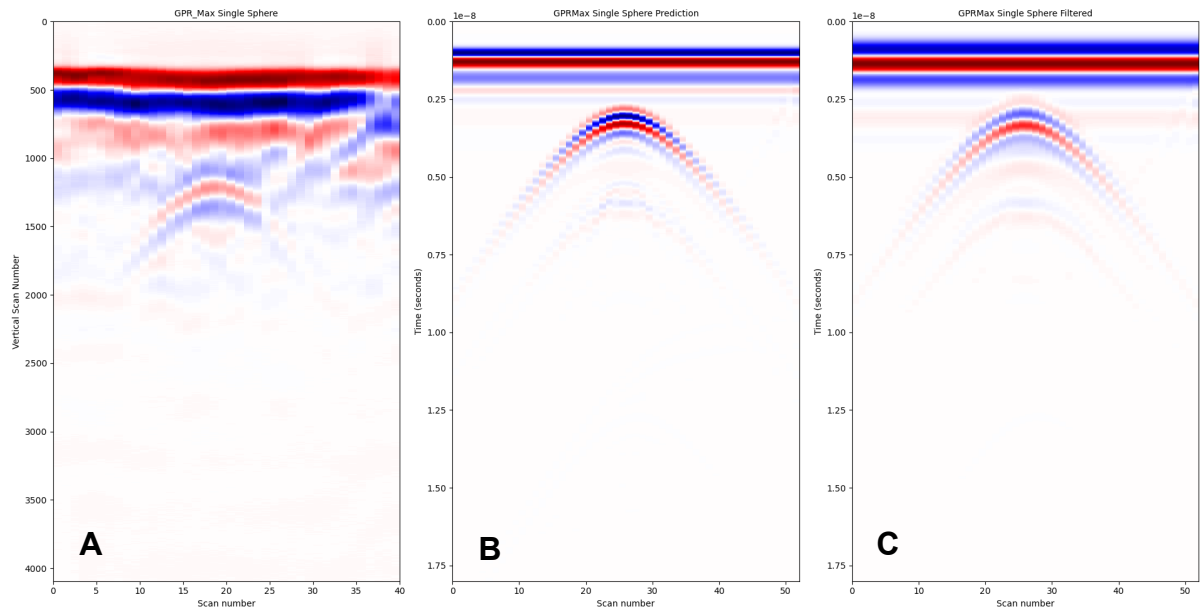 GPR_Max Single Sphere
0
500
1000
1500
2000
2500
3000
3500
4000
Vertical Scan Number
0 5 10 15 20 25 30 35 40
Scan number
A
GPRMax Single Sphere Prediction
1e−8
0.00
0.25
0.50
0.75
1.00
1.25
1.50
1.75
Time (seconds)
0 10 20 30 40 50
Scan number
B
GPRMax Single Sphere Filtered
1e−8
0.00
0.25
0.50
0.75
1.00
1.25
1.50
1.75
Time (seconds)
0 10 20 30 40 50
Scan number
C